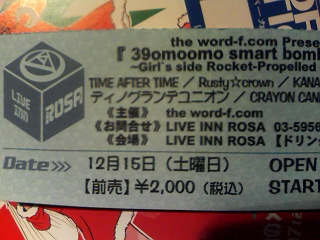 LIVE INN
ROSA
the word-f.com Prese
『 39omoomo smart bom
~Girl's side Rocket-Propelled
TIME AFTER TIME / Rusty☆crown / KANA
ティノグランテユニオン / CRAYON CAN
《主催》 the word-f.com
《お問合せ》 LIVE INN ROSA 03-5956
《会場》 LIVE INN ROSA 【ドリン
Date>>> 12月15日（土曜日） OPEN
【前売】￥2,000（税込） START